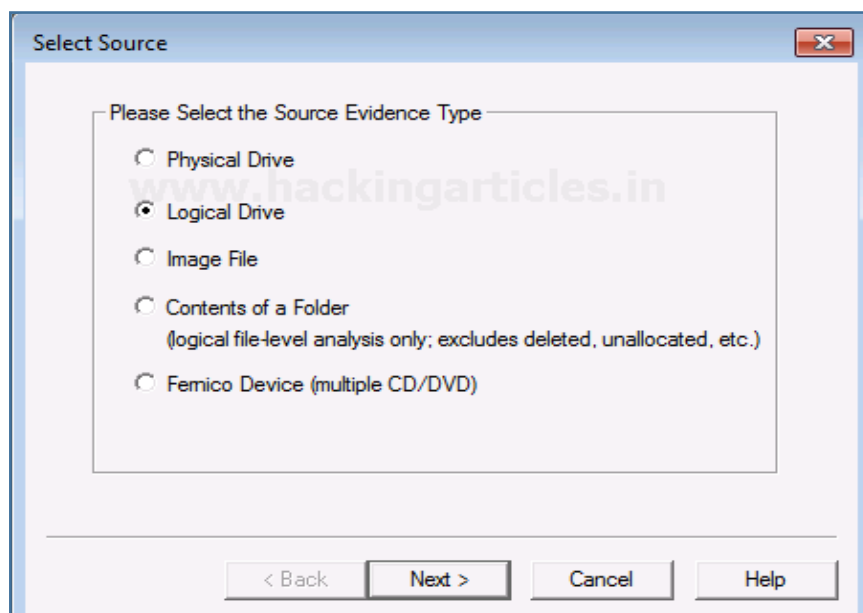 Select Source
Please Select the Source Evidence Type
Physical Drive
www.hackingarticles.in
Logical Drive
Image File
Contents of a Folder
(logical file-level analysis only; excludes deleted, unallocated, etc.)
Fernico Device (multiple CD/DVD)
< Back
Next >
Cancel
Help